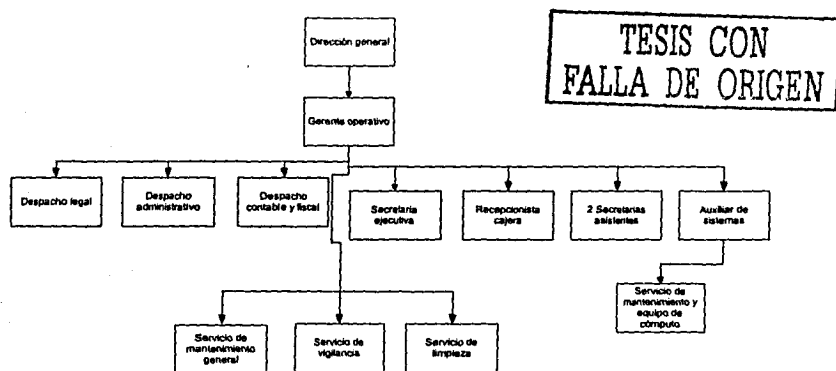 TESIS CON
FALLA DE ORIGEN
Dirección general
Gerente operativo
Despacho legal
Despacho
administrativo
Despacho
contable y fiscal
Secretaria
ejecutiva
Recepcionista
cajera
2 Secretarias
asistentes
Auxiliar de
sistemas
Servicio de
mantenimiento y
equipo de
cómputo
Servicio de
mantenimiento
general
Servicio de
vigilancia
Servicio de
limpieza